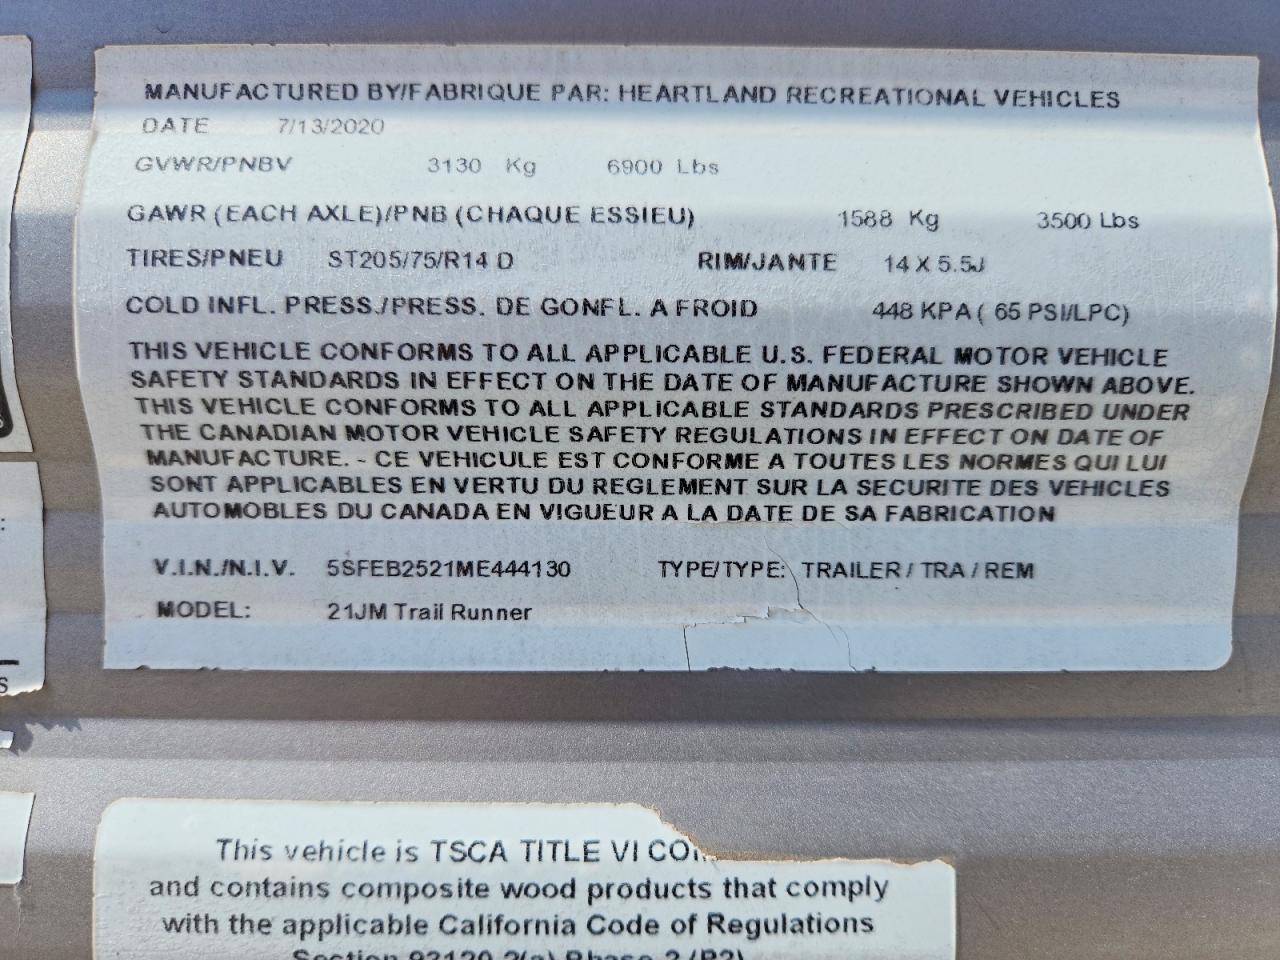 MANUFACTURED BY/FABRIQUE PAR: HEARTLAND RECREATIONAL VEHICLES
DATE 7/13/2020
GVWR/PNBV 3130 Kg 6900 Lbs
GAWR (EACH AXLE)/PNB (CHAQUE ESSIEU) 1588 Kg 3500 Lbs
TIRES/PNEU ST205/75/R14 D RIM/JANTE 14 X 5.5J
COLD INFL. PRESS./PRESS. DE GONFL. A FROID 448 KPA ( 65 PSI/LPC)
THIS VEHICLE CONFORMS TO ALL APPLICABLE U.S. FEDERAL MOTOR VEHICLE
SAFETY STANDARDS IN EFFECT ON THE DATE OF MANUFACTURE SHOWN ABOVE.
THIS VEHICLE CONFORMS TO ALL APPLICABLE STANDARDS PRESCRIBED UNDER
THE CANADIAN MOTOR VEHICLE SAFETY REGULATIONS IN EFFECT ON DATE OF
MANUFACTURE. - CE VEHICULE EST CONFORME A TOUTES LES NORMES QUI LUI
SONT APPLICABLES EN VERTU DU REGLEMENT SUR LA SECURITE DES VEHICLES
AUTOMOBLES DU CANADA EN VIGUEUR A LA DATE DE SA FABRICATION
V.I.N./N.I.V. 5SFEB2521ME444130 TYPE/TYPE: TRAILER / TRA / REM
MODEL: 21JM Trail Runner
This vehicle is TSCA TITLE VI
and contains composite wood products that comply
with the applicable California Code of Regulations
Section 93120.2(a) Phase 2 (P2)